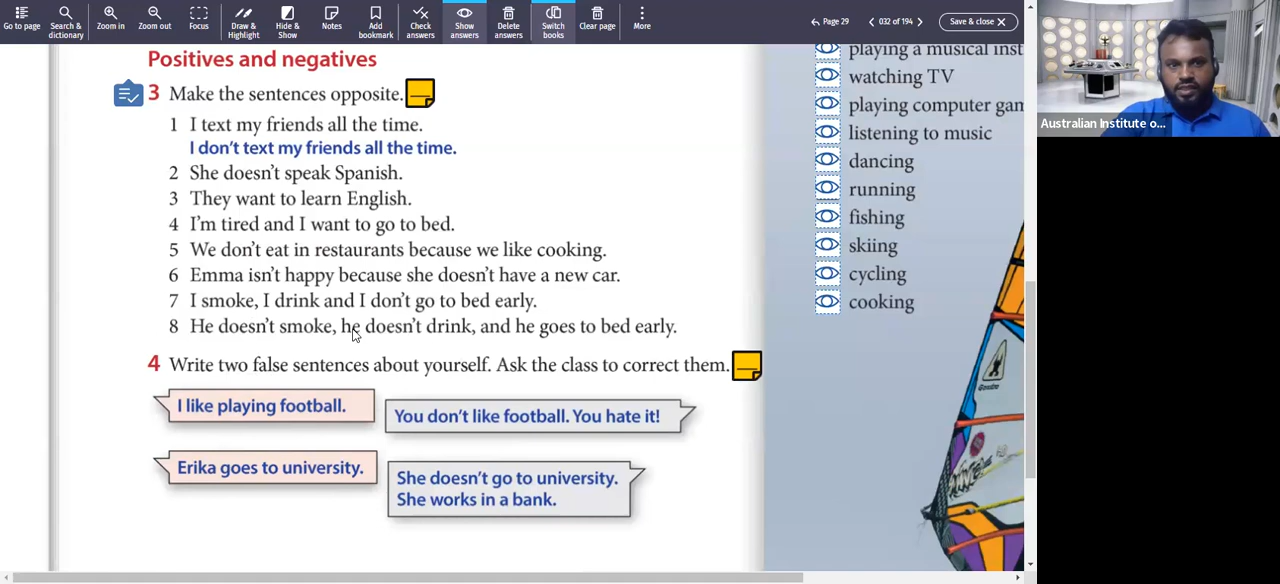 Go to page
Search & dictionary
Zoom in
Zoom out
Focus
Draw & Highlight
Hide & Show
Notes
Add bookmark
Check answers
Show answers
Delete answers
Switch books
Clear page
More
Page 29
032 of 194
Save & close
Positives and negatives
3 Make the sentences opposite.
1 I text my friends all the time.
I don't text my friends all the time.
2 She doesn't speak Spanish.
3 They want to learn English.
4 I'm tired and I want to go to bed.
5 We don't eat in restaurants because we like cooking.
6 Emma isn't happy because she doesn't have a new car.
7 I smoke, I drink and I don't go to bed early.
8 He doesn't smoke, he doesn't drink, and he goes to bed early.
4 Write two false sentences about yourself. Ask the class to correct them.
I like playing football.
You don't like football. You hate it!
Erika goes to university.
She doesn't go to university.
She works in a bank.
playing a musical inst
watching TV
playing computer gam
listening to music
dancing
running
fishing
skiing
cycling
cooking
Australian Institute o...